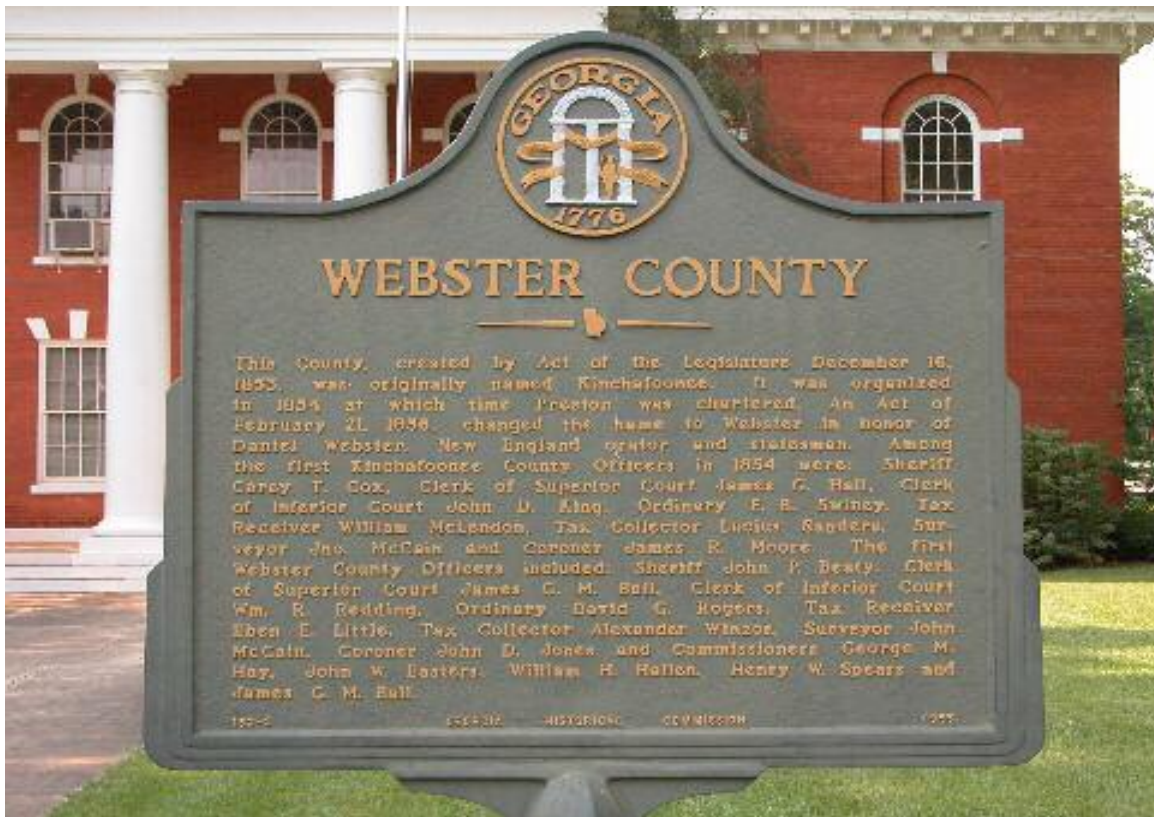 GEORGIA
1776
WEBSTER COUNTY
This County, created by Act of the Legislature December 16,
1853, was originally named Kinchafoonee. It was organized
in 1854 at which time Preston was chartered. An Act of
February 21, 1856, changed the name to Webster in honor of
Daniel Webster, New England orator and statesman. Among
the first Kinchafoonee County Officers in 1854 were: Sheriff
Carey T. Cox, Clerk of Superior Court James G. Hall, Clerk
of Inferior Court John D. King, Ordinary F. B. Swiney, Tax
Receiver William McLendon, Tax Collector Lucius Sanders, Sur-
veyor Jno. McCain and Coroner James R. Moore. The first
Webster County Officers included: Sheriff John P. Beaty, Clerk
of Superior Court James G. M. Ball, Clerk of Inferior Court
Wm. R. Redding, Ordinary David G. Rogers, Tax Receiver
Eben E. Little, Tax Collector Alexander Winzor, Surveyor John
McCain, Coroner John D. Jones and Commissioners George M.
Hay, John W. Easters, William H. Hallen, Henry W. Spears and
James G. M. Ball.
GEORGIA HISTORICAL COMMISSION